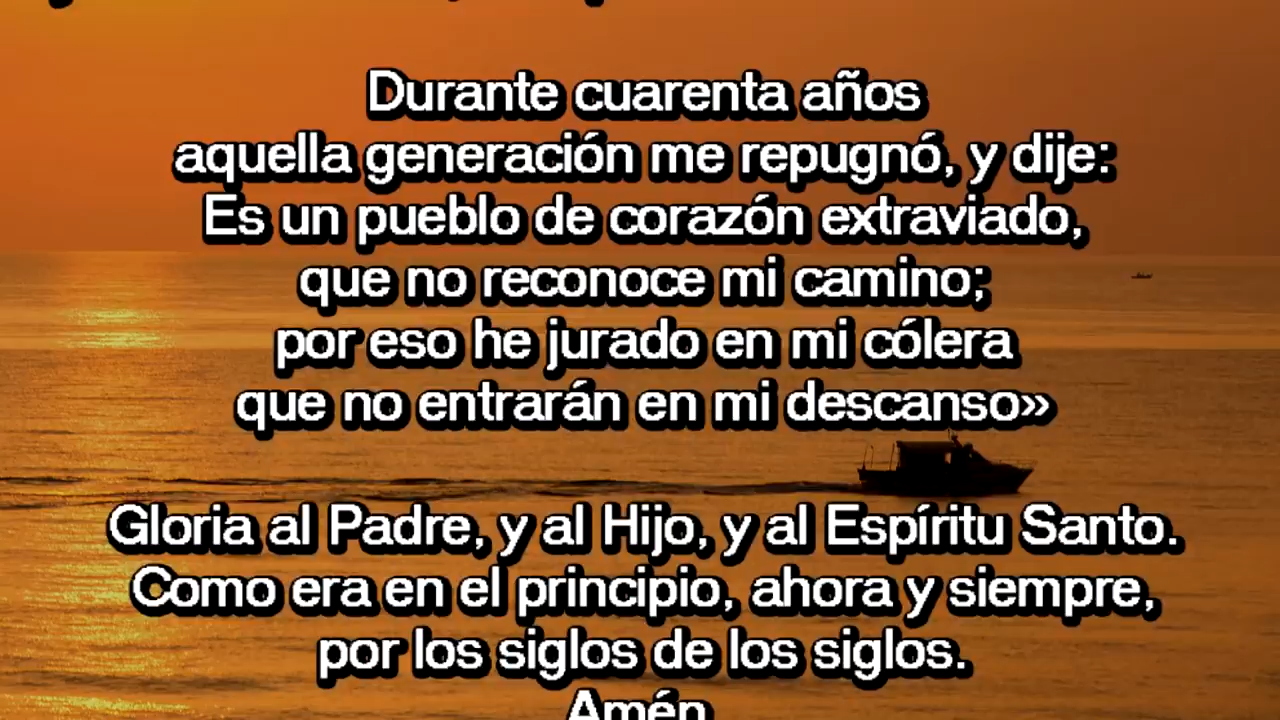 Durante cuarenta años
aquella generación me repugnó, y dije:
Es un pueblo de corazón extraviado,
que no reconoce mi camino;
por eso he jurado en mi cólera
que no entrarán en mi descanso»
Gloria al Padre, y al Hijo, y al Espíritu Santo.
Como era en el principio, ahora y siempre,
por los siglos de los siglos.
Amén